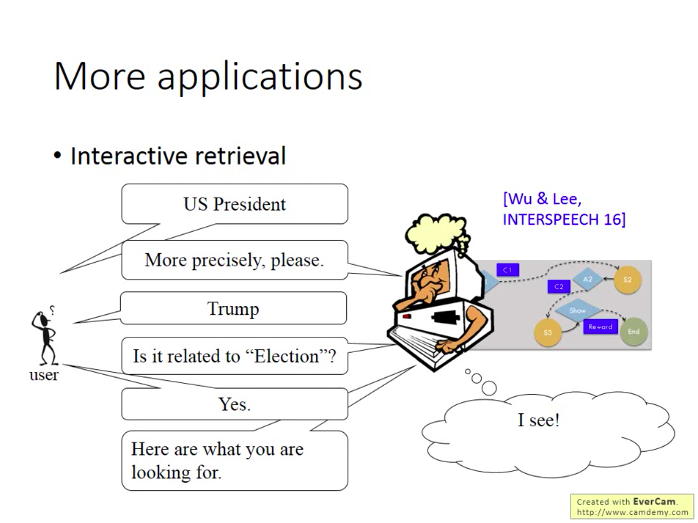 More applications
• Interactive retrieval
US President
[Wu & Lee,
INTERSPEECH 16]
More precisely, please.
C1
A2
S2
C2
Trump
Show
S3
Reward
End
?
user
Is it related to “Election”?
Yes.
I see!
Here are what you are
looking for.
Created with EverCam.
http://www.camdemy.com